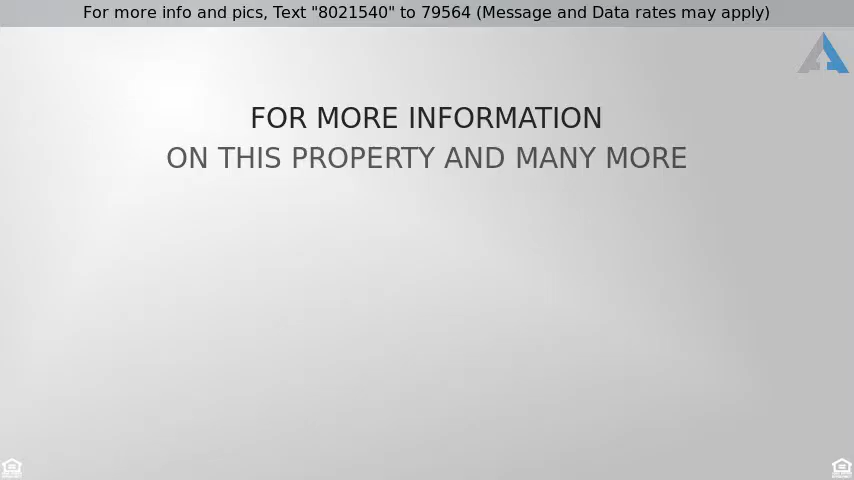 For more info and pics, Text "8021540" to 79564 (Message and Data rates may apply)
FOR MORE INFORMATION
ON THIS PROPERTY AND MANY MORE